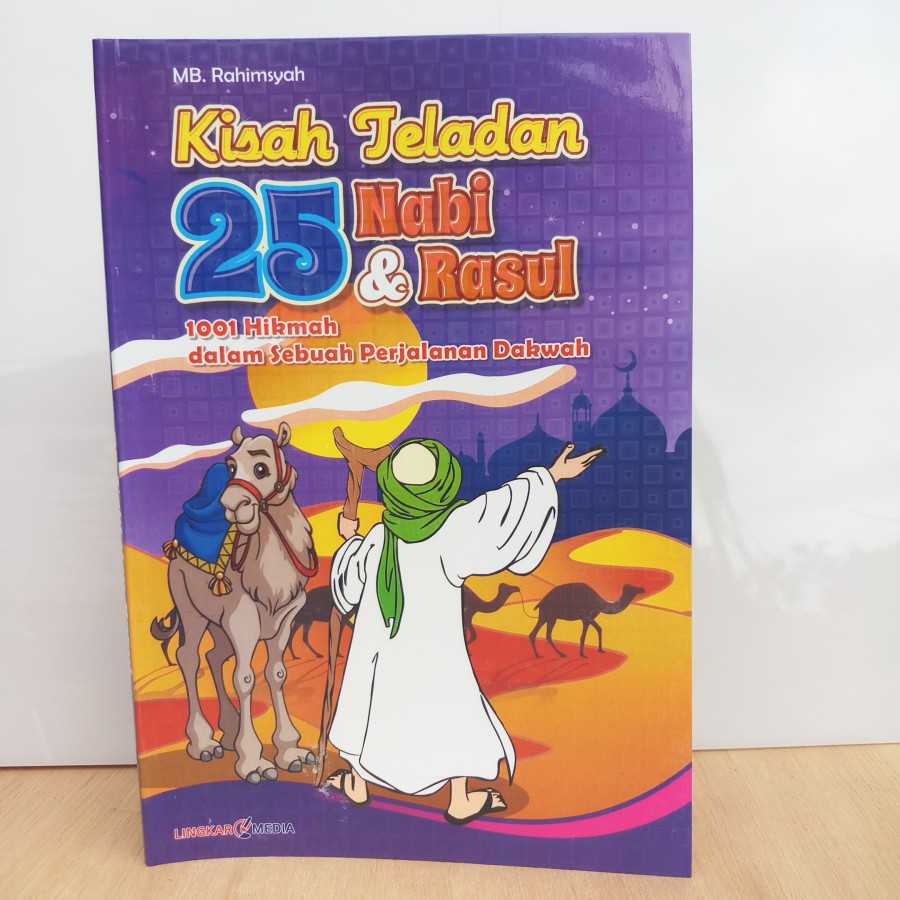 MB. Rahimsyah
Kisah Teladan
25 Nabi
& Rasul
1001 Hikmah
dalam Sebuah Perjalanan Dakwah
LINGKAR MEDIA